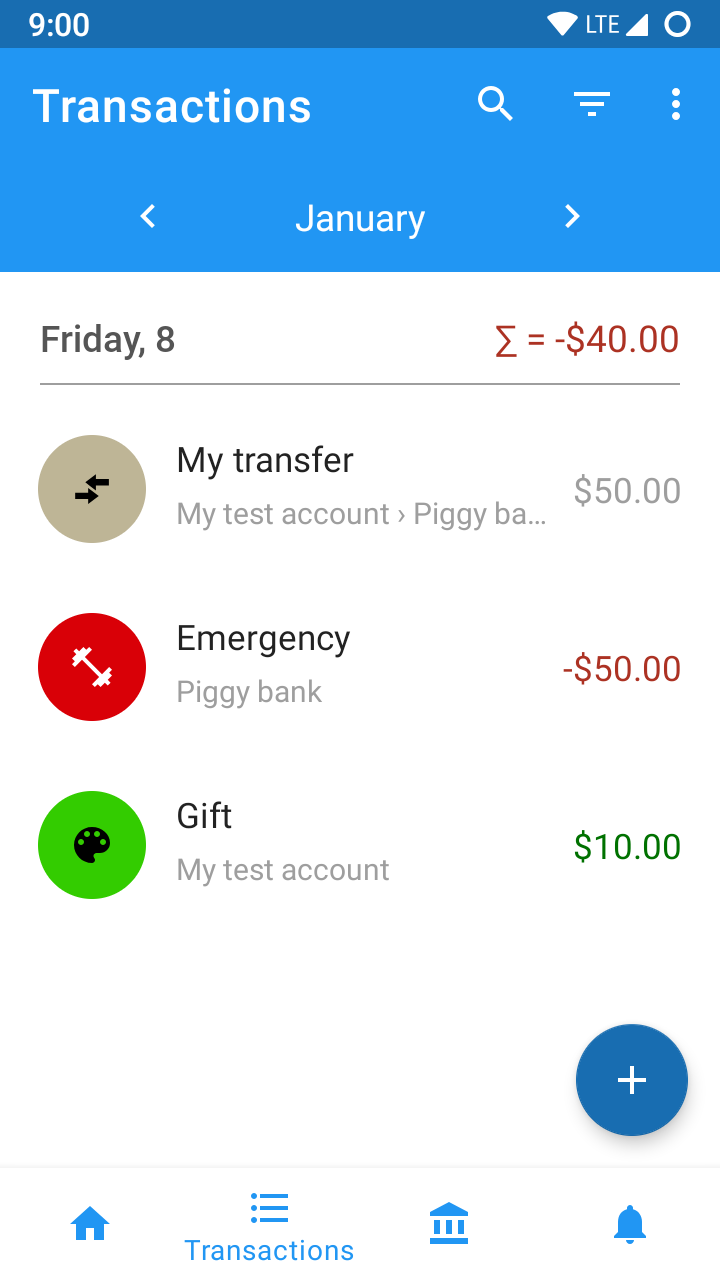 9:00
LTE
Transactions
January
Friday, 8
∑ = -$40.00
My transfer
My test account › Piggy ba…
$50.00
Emergency
Piggy bank
-$50.00
Gift
My test account
$10.00
Transactions